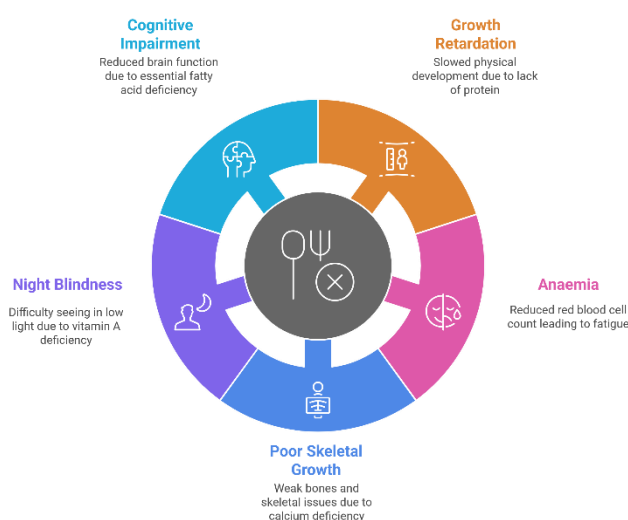 Cognitive
Impairment
Reduced brain function
due to essential fatty
acid deficiency
Growth
Retardation
Slowed physical
development due to lack
of protein
Night Blindness
Difficulty seeing in low
light due to vitamin A
deficiency
Anaemia
Reduced red blood cell
count leading to fatigue
Poor Skeletal
Growth
Weak bones and
skeletal issues due to
calcium deficiency